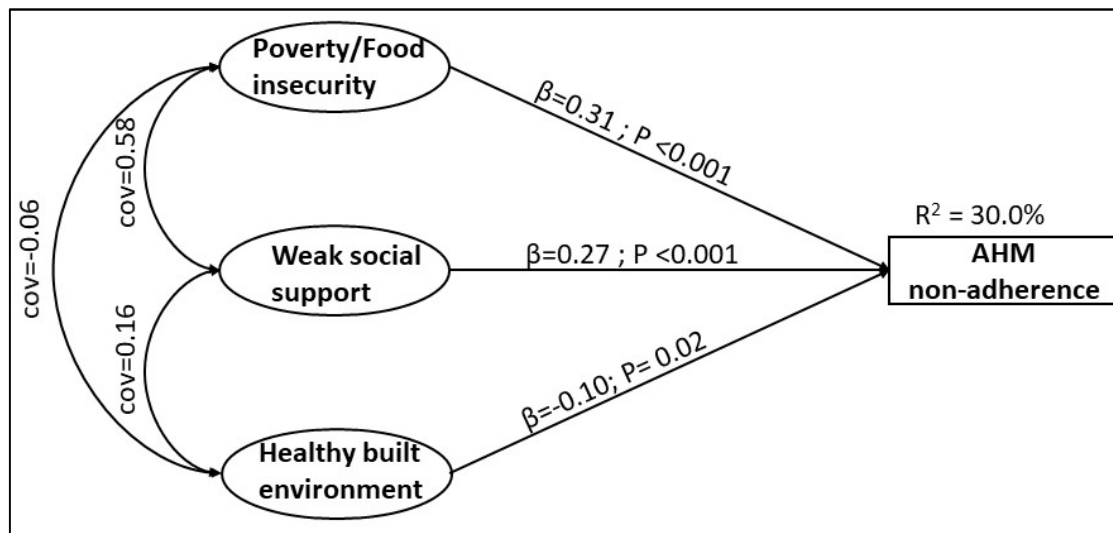 Poverty/Food
insecurity
β=0.31 ; P <0.001
cov=0.58
cov=-0.06
R² = 30.0%
Weak social
support
β=0.27 ; P <0.001
AHM
non-adherence
cov=0.16
β=-0.10; P= 0.02
Healthy built
environment